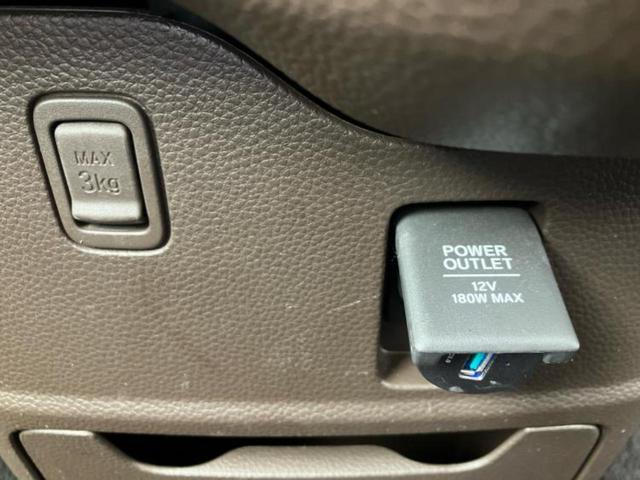 MAX
3kg
POWER
OUTLET
12V
180W MAX